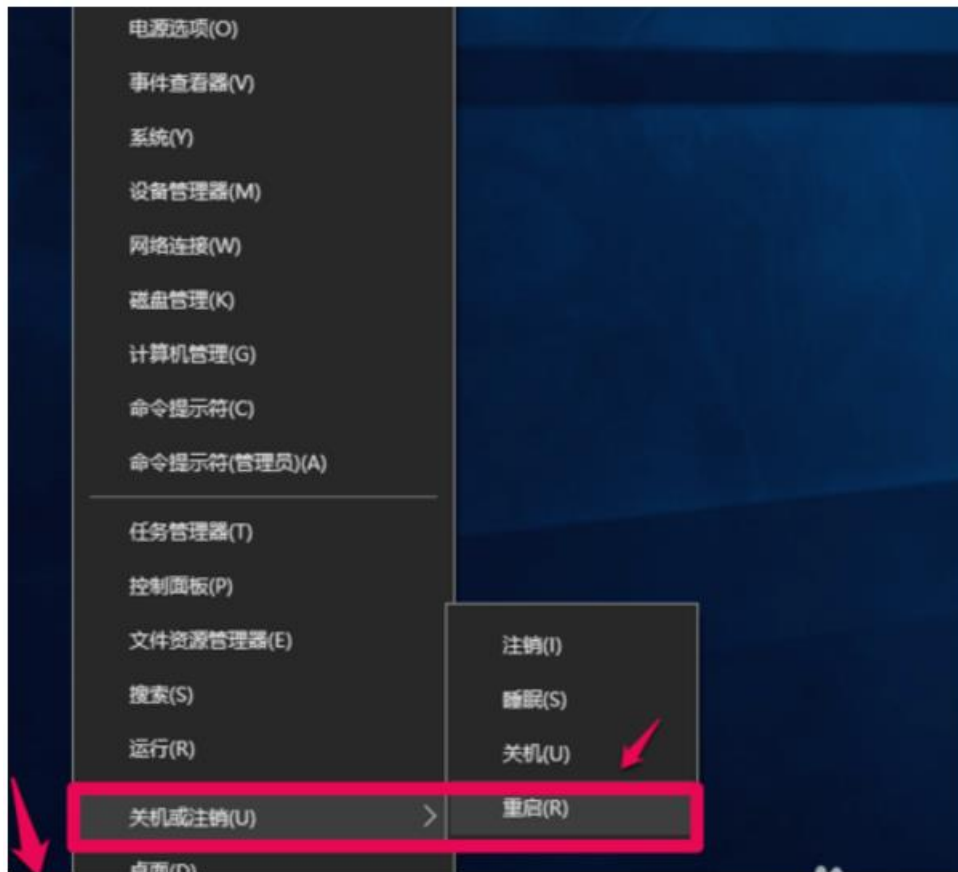 电源选项(O)
事件查看器(V)
系统(Y)
设备管理器(M)
网络连接(W)
磁盘管理(K)
计算机管理(G)
命令提示符(C)
命令提示符(管理员)(A)
任务管理器(T)
控制面板(P)
文件资源管理器(E)
搜索(S)
运行(R)
关机或注销(U)
桌面(D)
注销(I)
睡眠(S)
关机(U)
重启(R)